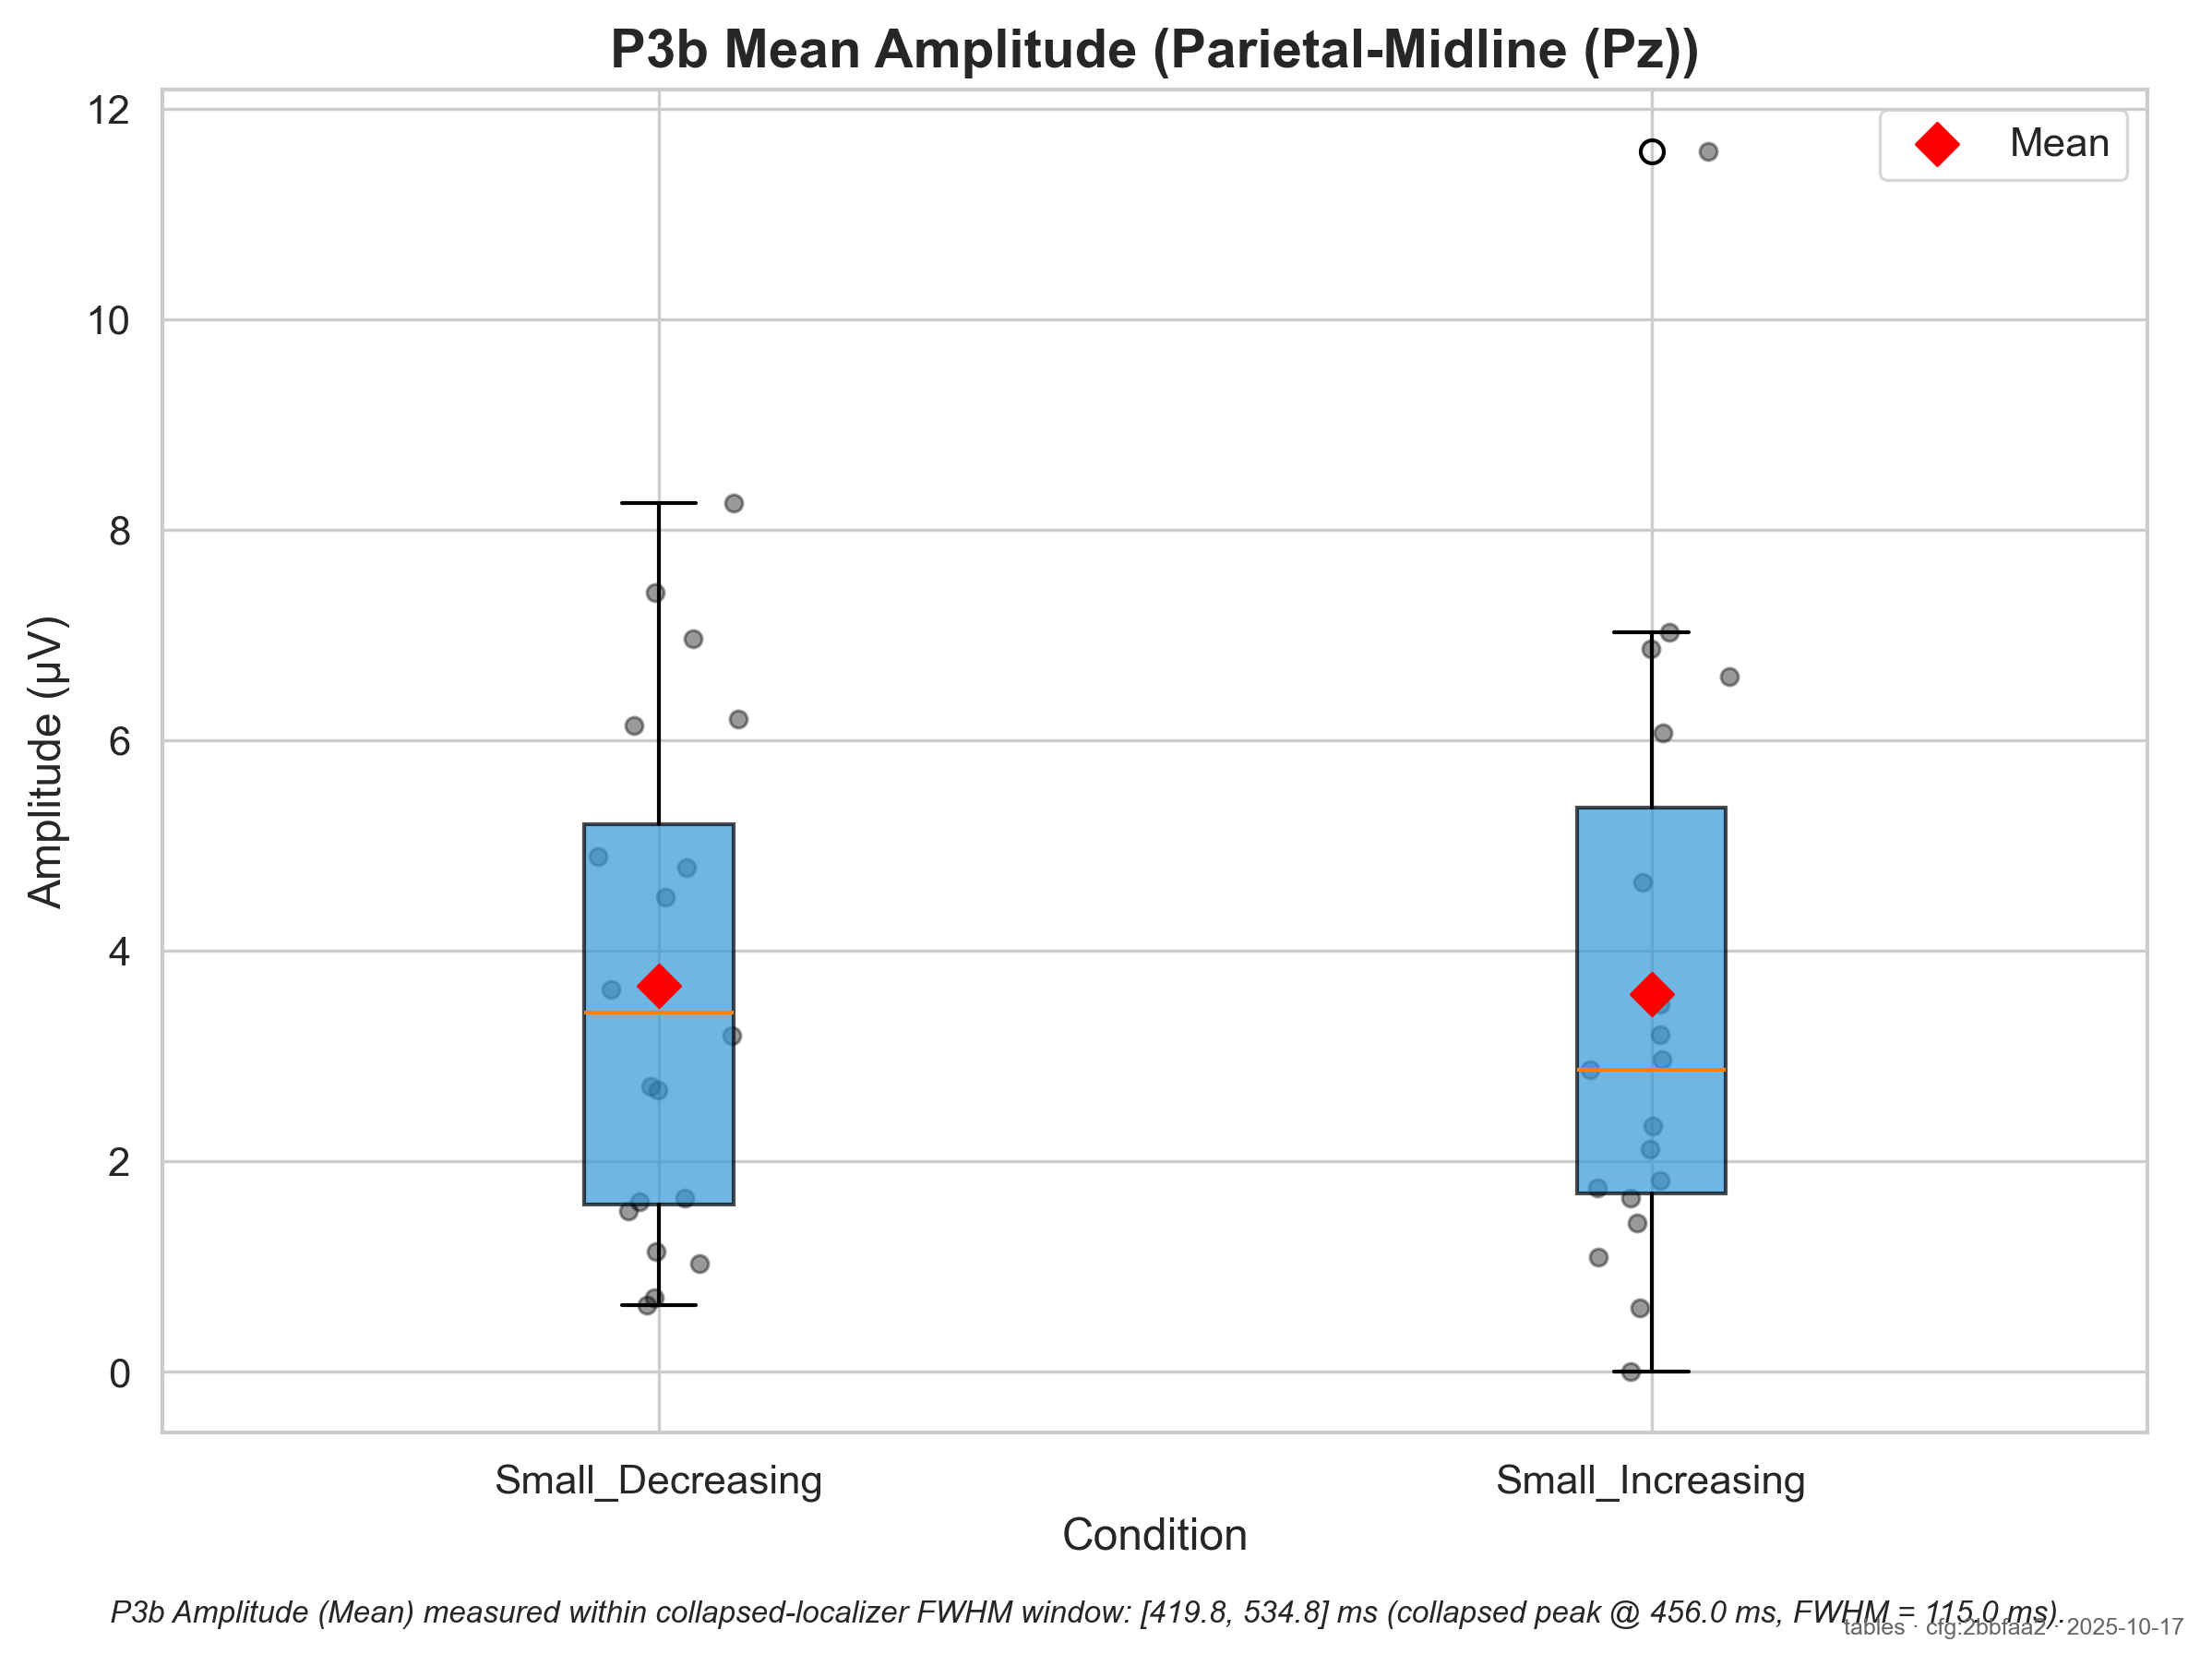 P3b Mean Amplitude (Parietal-Midline (Pz))
Mean
12
10
8
6
4
2
0
Amplitude (µV)
Small_Decreasing
Small_Increasing
Condition
P3b Amplitude (Mean) measured within collapsed-localizer FWHM window: [419.8, 534.8] ms (collapsed peak @ 456.0 ms, FWHM = 115.0 ms).
tables · cfg:2bbfaa2 · 2025-10-17